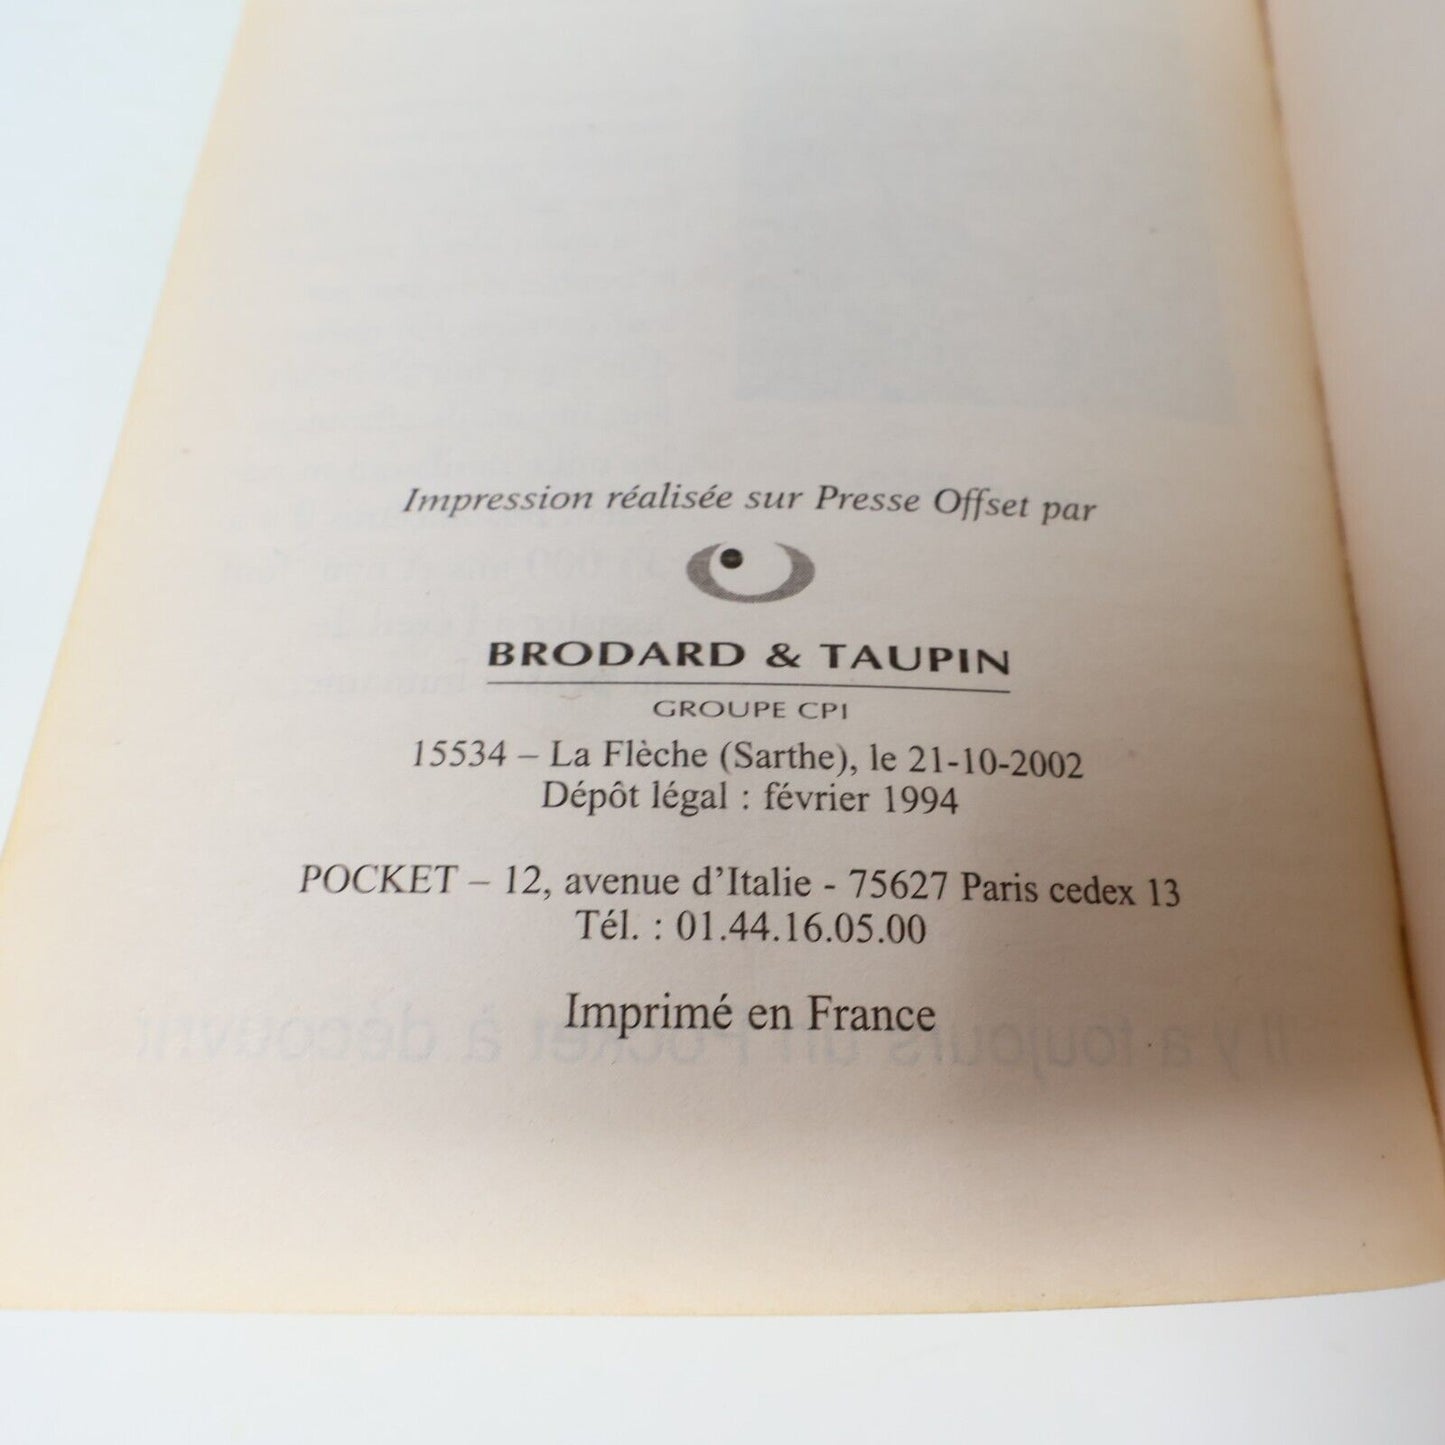 Impression réalisée sur Presse Offset par
BRODARD & TAUPIN
GROUPE CPI
15534 – La Flèche (Sarthe), le 21-10-2002
Dépôt légal : février 1994
POCKET – 12, avenue d'Italie - 75627 Paris cedex 13
Tél. : 01.44.16.05.00
Imprimé en France